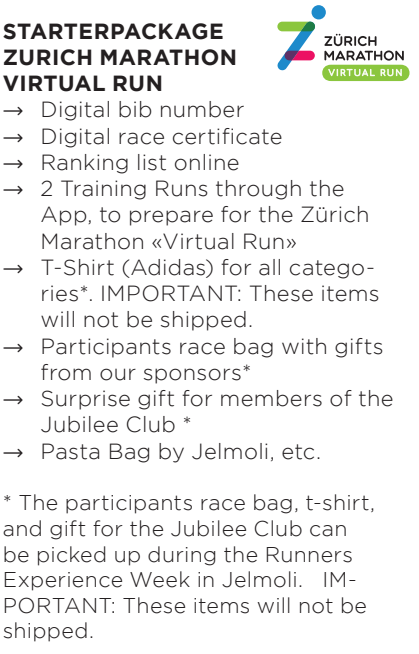 STARTERPACKAGE
ZURICH MARATHON
VIRTUAL RUN
ZÜRICH
MARATHON
VIRTUAL RUN
→ Digital bib number
→ Digital race certificate
→ Ranking list online
→ 2 Training Runs through the
App, to prepare for the Zürich
Marathon «Virtual Run»
→ T-Shirt (Adidas) for all catego-
ries*. IMPORTANT: These items
will not be shipped.
→ Participants race bag with gifts
from our sponsors*
→ Surprise gift for members of the
Jubilee Club *
→ Pasta Bag by Jelmoli, etc.
* The participants race bag, t-shirt,
and gift for the Jubilee Club can
be picked up during the Runners
Experience Week in Jelmoli. IM-
PORTANT: These items will not be
shipped.